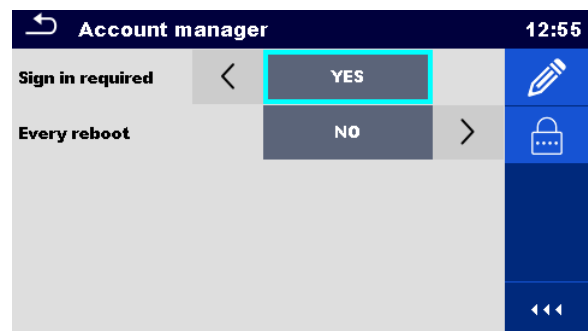 Account manager 12:55
Sign in required YES
Every reboot NO